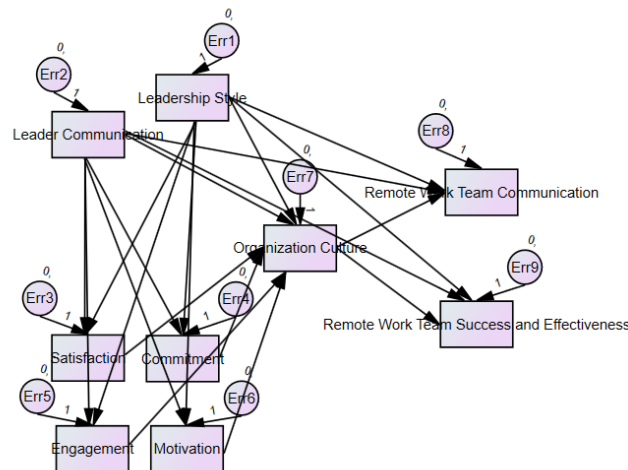 0,
Err1
1
0,
Err2
1
Leadership Style
Leader Communication
0,
Err8
1
0,
Err7
1
Remote Work Team Communication
Organization Culture
0,
Err9
1
0,
Err3
1
0,
Err4
1
Remote Work Team Success and Effectiveness
Satisfaction
Commitment
0,
Err5
1
0,
Err6
1
Engagement
Motivation